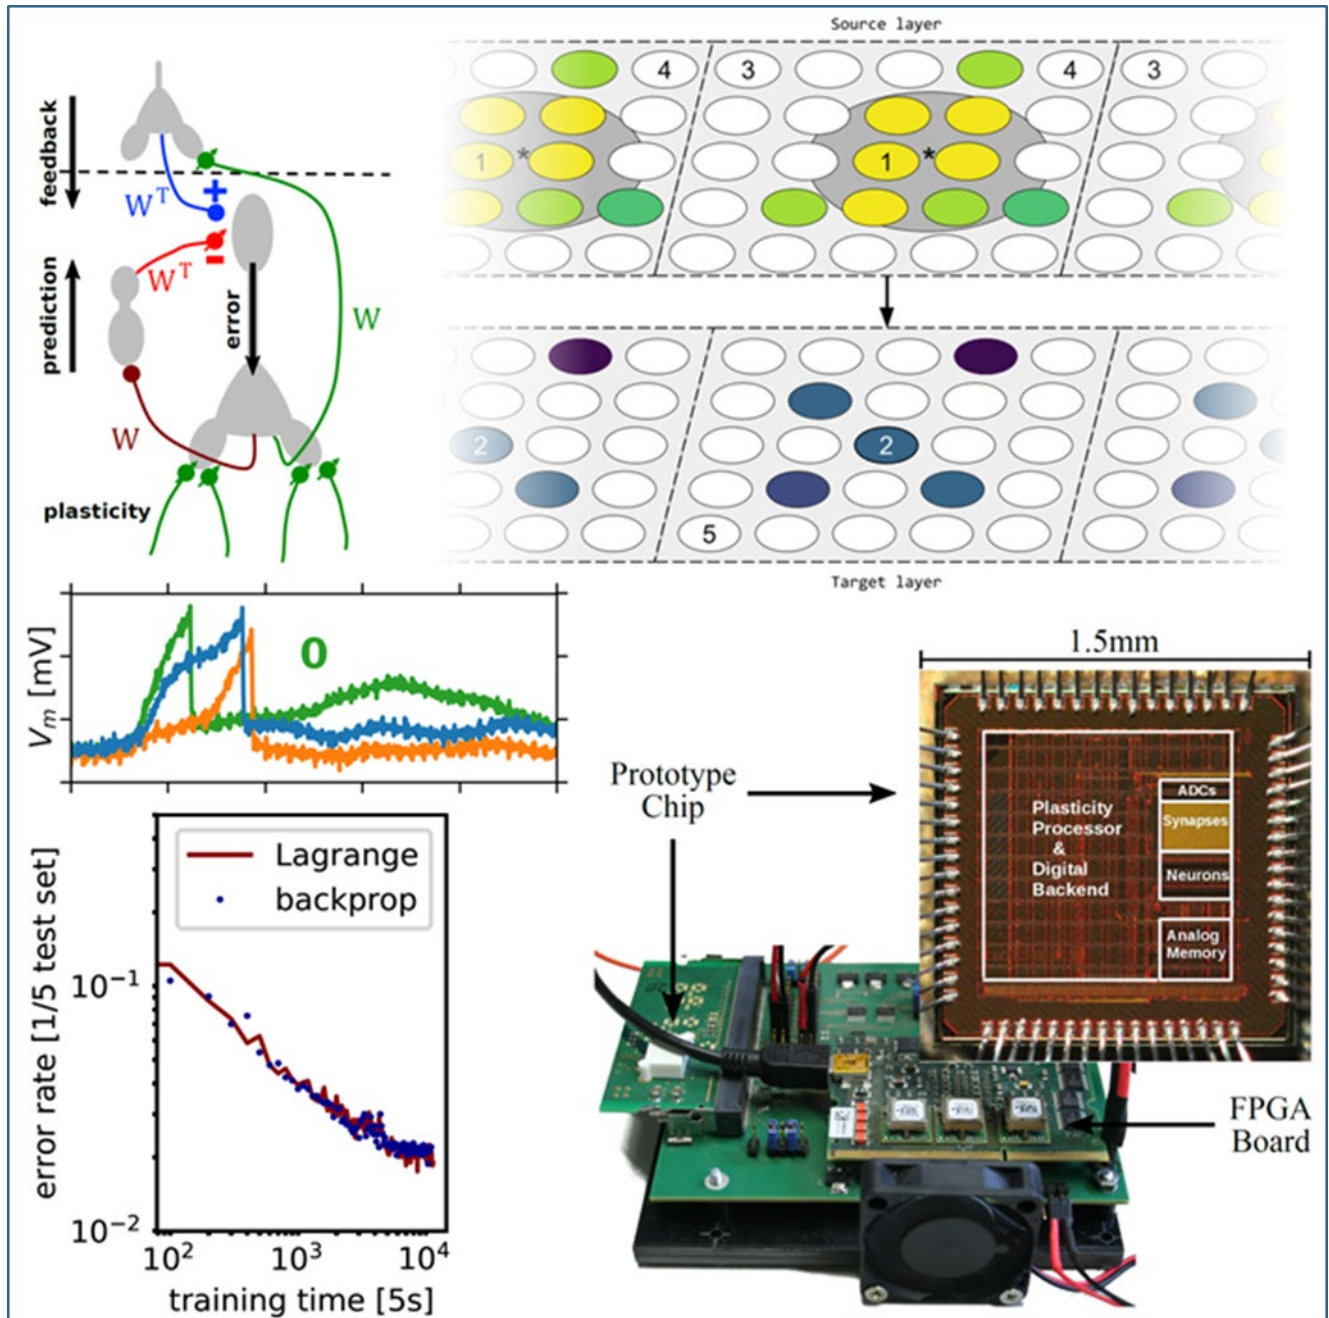 Source layer
4
3
4
3
1
*
1
*
2
2
5
Target layer
feedback
W^T
+
W^T
–
prediction
error
W
W
plasticity
V_m [mV]
0
Lagrange
backprop
error rate [1/5 test set]
10^-1
10^-2
10^2
10^3
10^4
training time [5s]
1.5mm
Prototype
Chip
Plasticity
Processor
&
Digital
Backend
ADCs
Synapses
Neurons
Analog
Memory
FPGA
Board